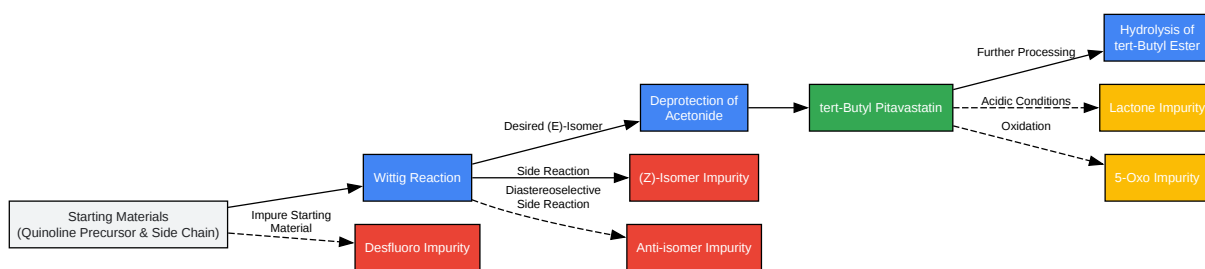 Starting Materials
(Quinoline Precursor & Side Chain)
Impure Starting
Material
Wittig Reaction
Desfluoro Impurity
Desired (E)-Isomer
Side Reaction
Diastereoselective
Side Reaction
Deprotection of
Acetonide
(Z)-Isomer Impurity
Anti-isomer Impurity
tert-Butyl Pitavastatin
Further Processing
Acidic Conditions
Oxidation
Hydrolysis of
tert-Butyl Ester
Lactone Impurity
5-Oxo Impurity